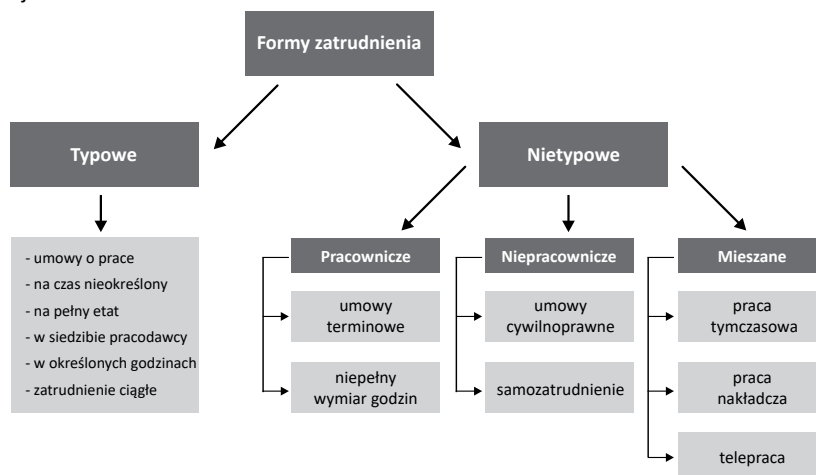 Formy zatrudnienia
Typowe
Nietypowe
- umowy o prace
- na czas nieokreślony
- na pełny etat
- w siedzibie pracodawcy
- w określonych godzinach
- zatrudnienie ciągłe
Pracownicze
umowy
terminowe
niepełny
wymiar godzin
Niepracownicze
umowy
cywilnoprawne
samozatrudnienie
Mieszane
praca
tymczasowa
praca
nakładcza
telepraca